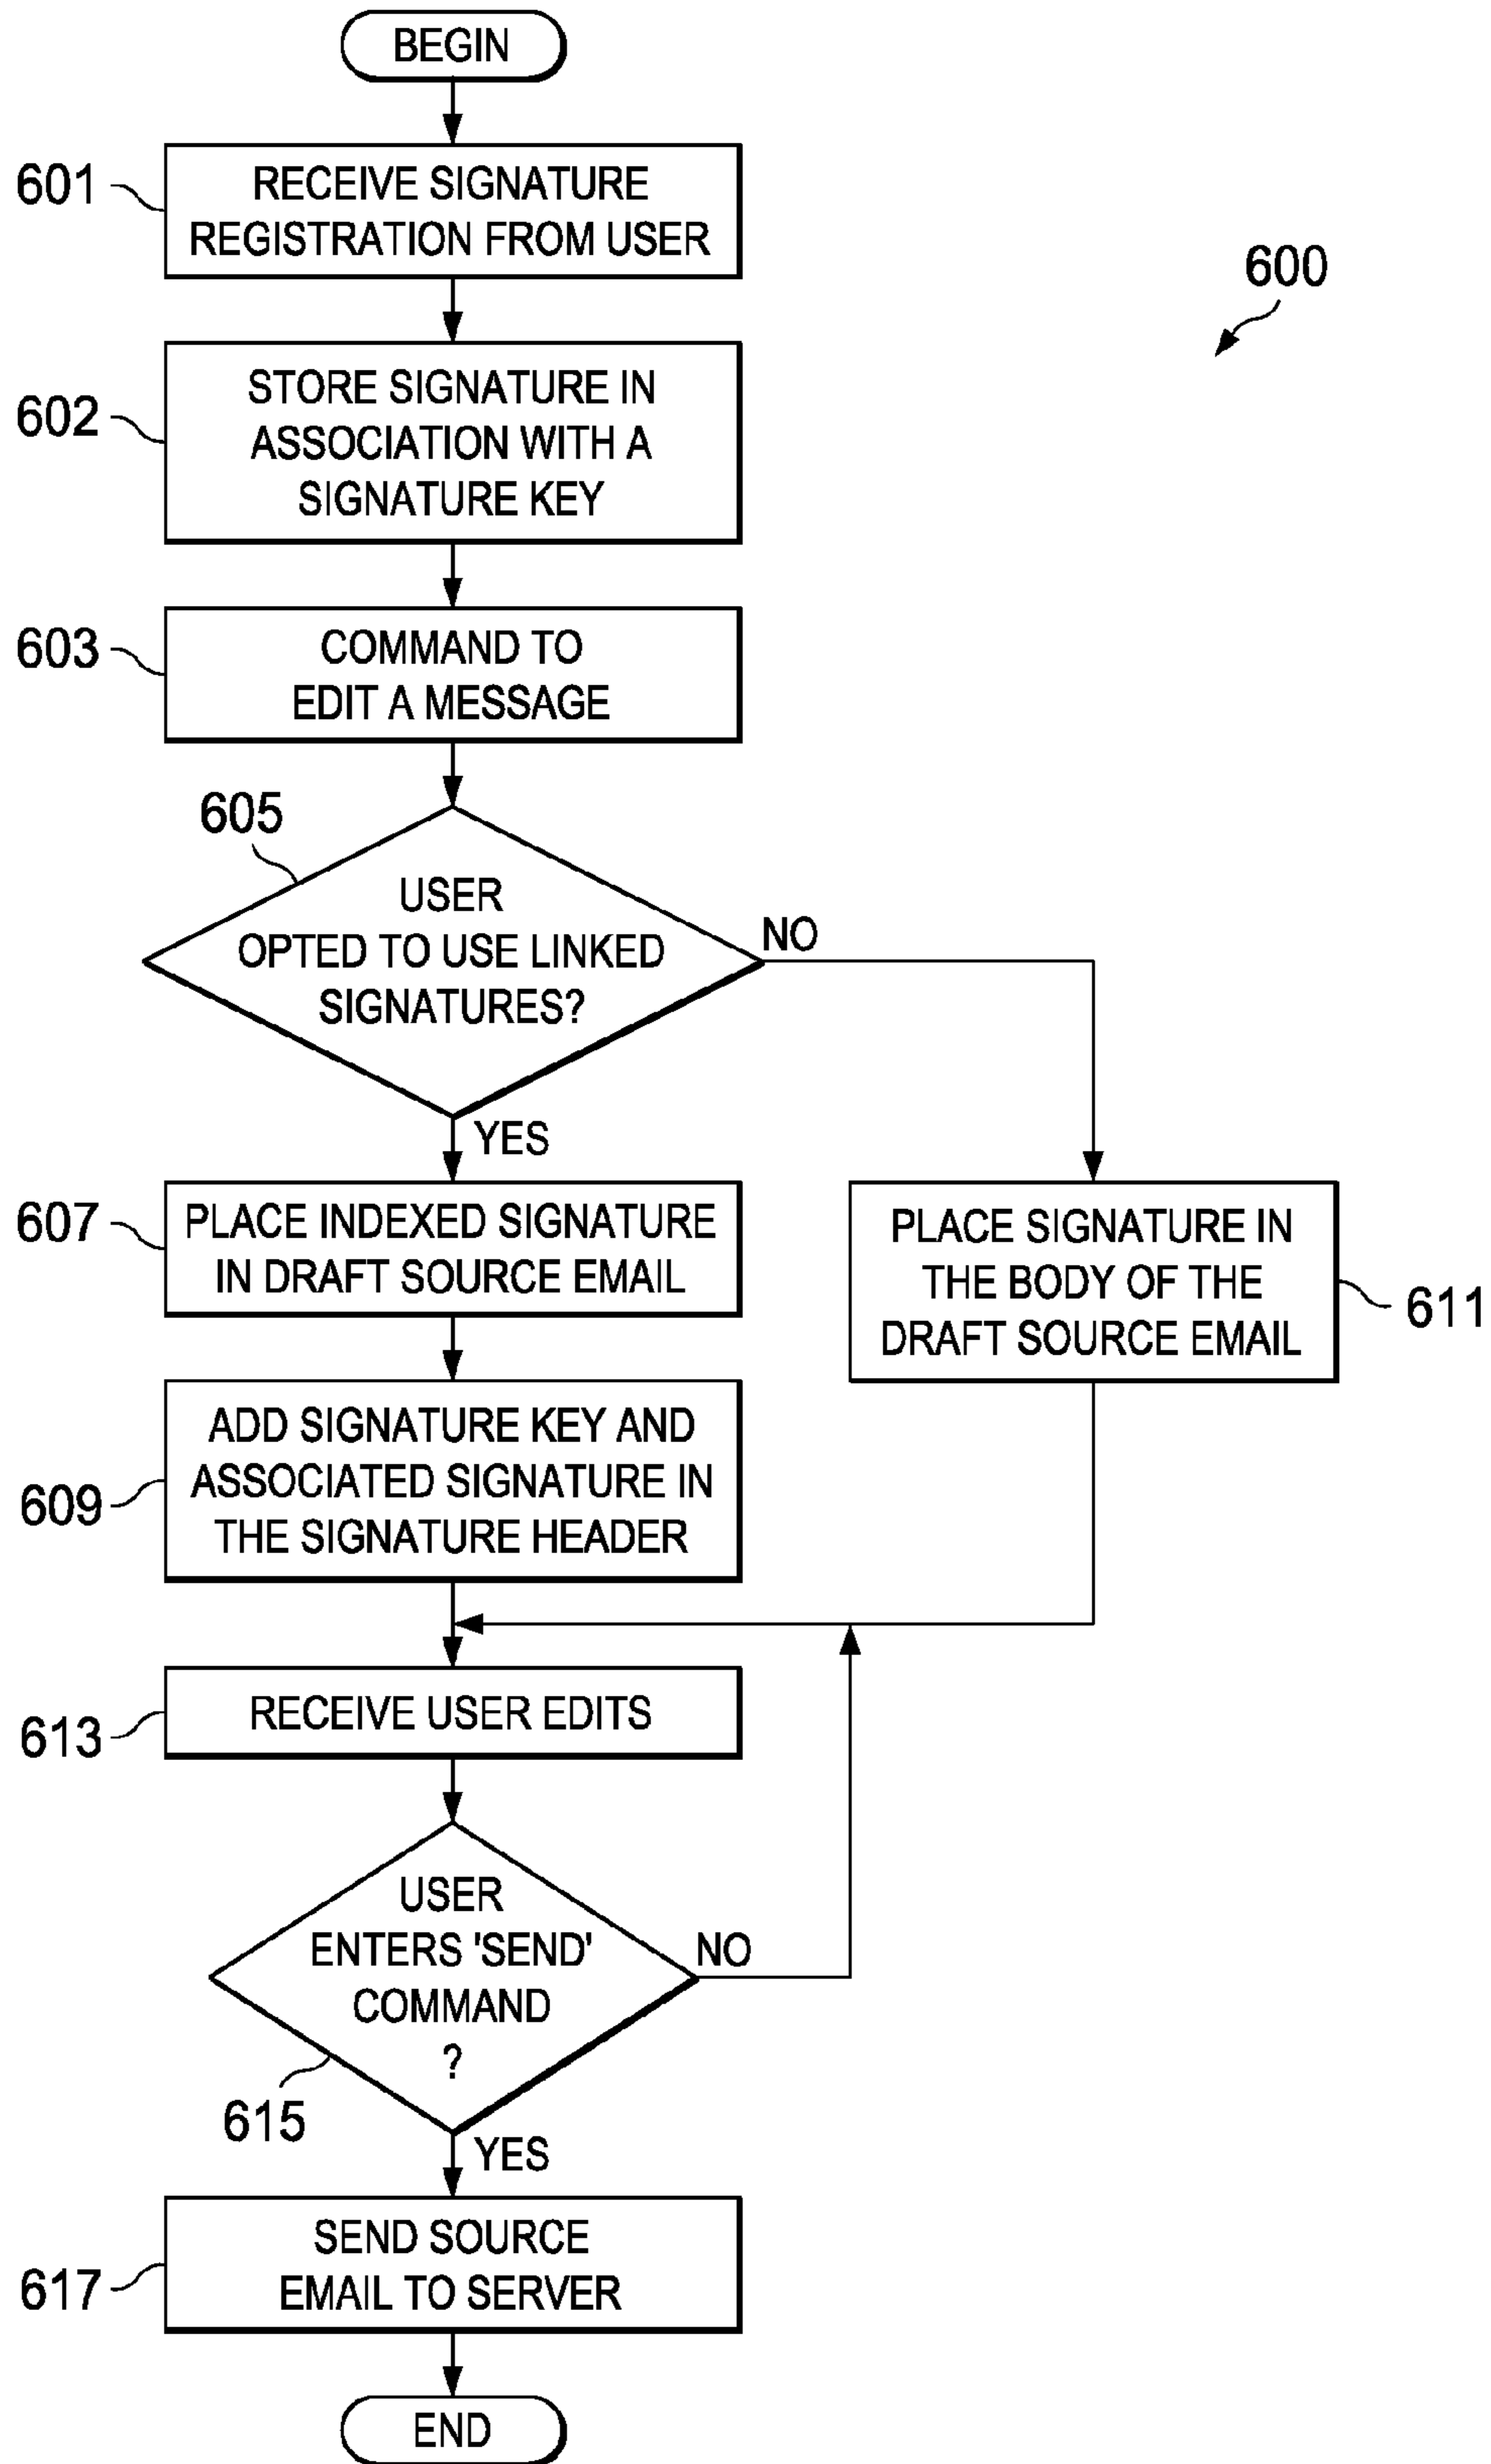 BEGIN
601
RECEIVE SIGNATURE
REGISTRATION FROM USER
600
602
STORE SIGNATURE IN
ASSOCIATION WITH A
SIGNATURE KEY
603
COMMAND TO
EDIT A MESSAGE
605
USER
OPTED TO USE LINKED
SIGNATURES?
NO
YES
607
PLACE INDEXED SIGNATURE
IN DRAFT SOURCE EMAIL
PLACE SIGNATURE IN
THE BODY OF THE
DRAFT SOURCE EMAIL
611
609
ADD SIGNATURE KEY AND
ASSOCIATED SIGNATURE IN
THE SIGNATURE HEADER
613
RECEIVE USER EDITS
USER
ENTERS 'SEND'
COMMAND
?
NO
615
YES
617
SEND SOURCE
EMAIL TO SERVER
END